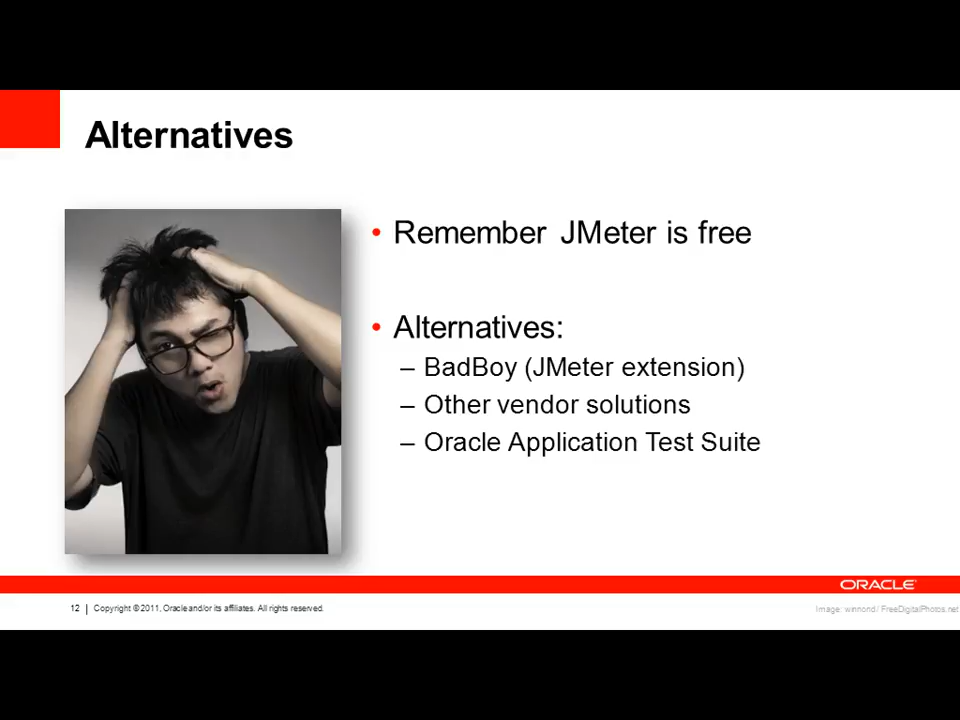 Alternatives
• Remember JMeter is free
• Alternatives:
– BadBoy (JMeter extension)
– Other vendor solutions
– Oracle Application Test Suite
ORACLE
12 | Copyright © 2011, Oracle and/or its affiliates. All rights reserved.
Image: winnond / FreeDigitalPhotos.net